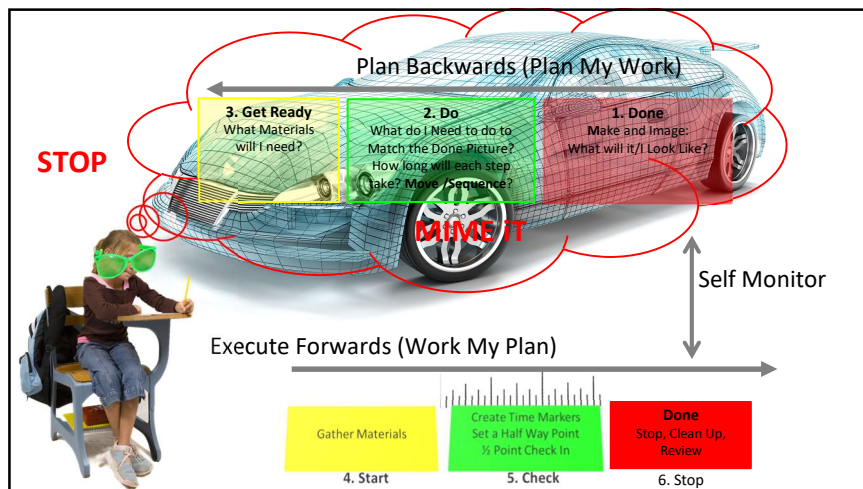 Plan Backwards (Plan My Work)
3. Get Ready
What Materials
will I need?
2. Do
What do I Need to do to
Match the Done Picture?
How long will each step
take? Move /Sequence?
1. Done
Make and Image:
What will it/I Look Like?
STOP
MIME iT
Self Monitor
Execute Forwards (Work My Plan)
Gather Materials
4. Start
Create Time Markers
Set a Half Way Point
½ Point Check In
5. Check
Done
Stop, Clean Up,
Review
6. Stop